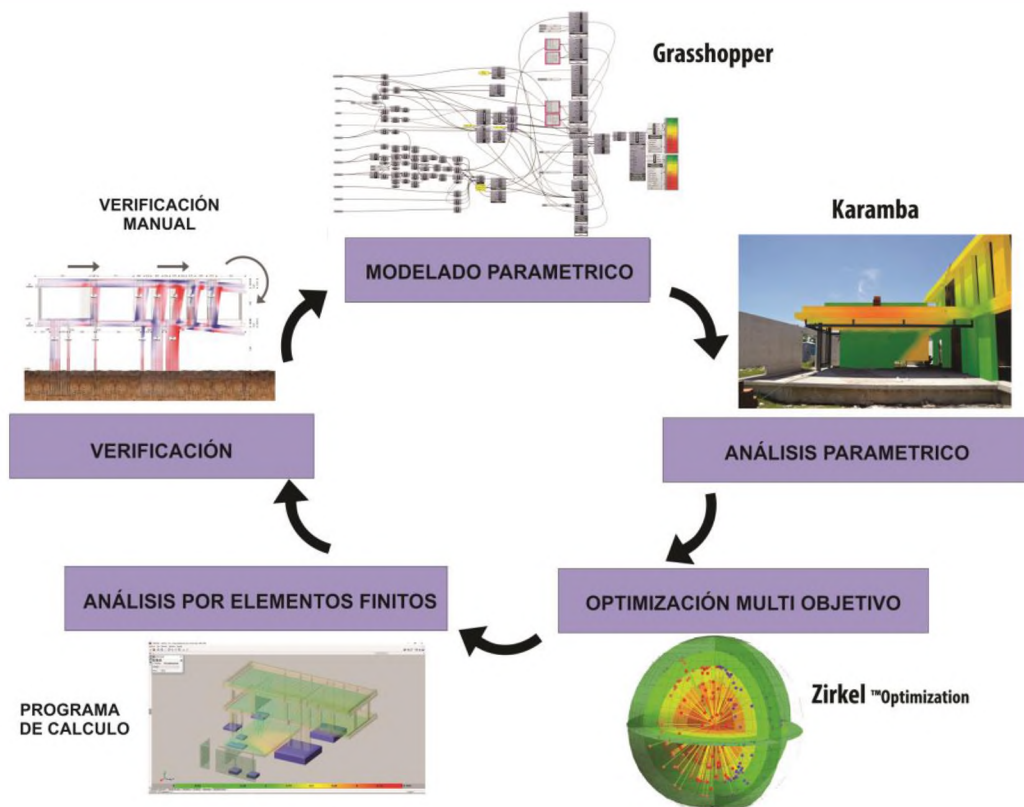 Grasshopper
MODELADO PARAMETRICO
Karamba
ANÁLISIS PARAMETRICO
OPTIMIZACIÓN MULTI OBJETIVO
Zirkel ™Optimization
ANÁLISIS POR ELEMENTOS FINITOS
PROGRAMA
DE CALCULO
VERIFICACIÓN
VERIFICACIÓN
MANUAL